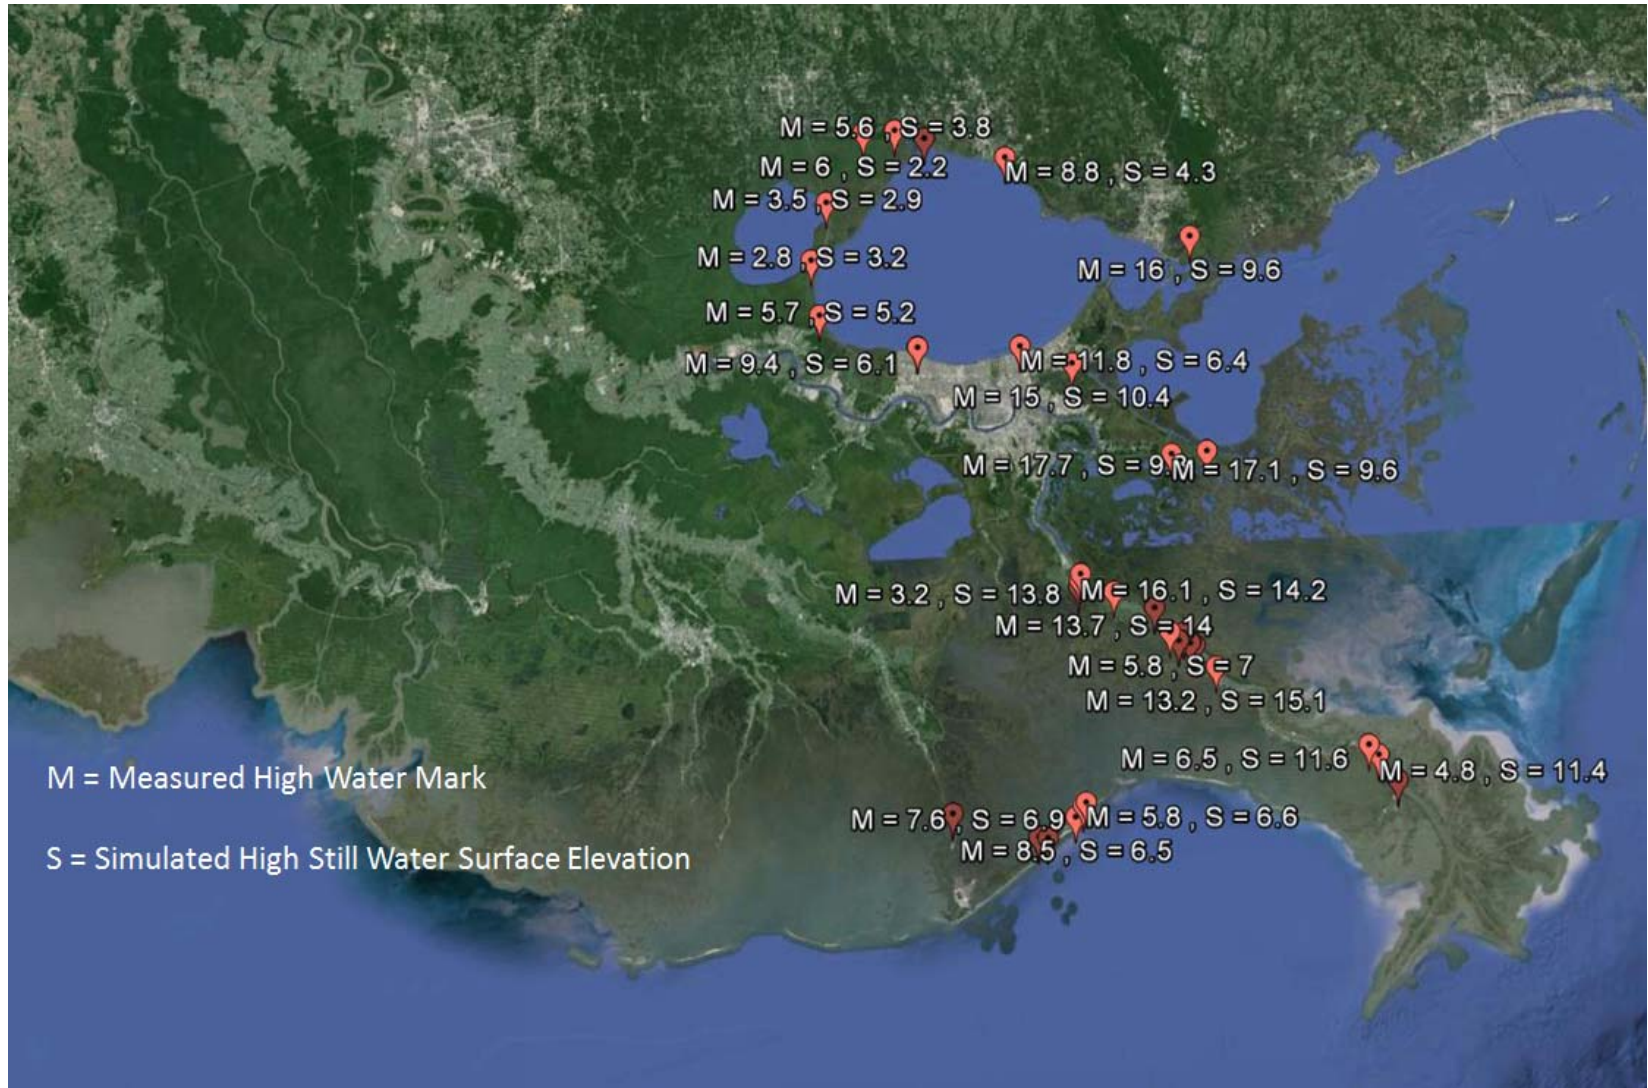 M = 5.6 , S = 3.8
M = 6 , S = 2.2
M = 8.8 , S = 4.3
M = 3.5 , S = 2.9
M = 2.8 , S = 3.2
M = 16 , S = 9.6
M = 5.7 , S = 5.2
M = 9.4 , S = 6.1
M = 11.8 , S = 6.4
M = 15 , S = 10.4
M = 17.7 , S =
M = 17.1 , S = 9.6
M = 3.2 , S = 13.8
M = 16.1 , S = 14.2
M = 13.7 , S = 14
M = 5.8 , S = 7
M = 13.2 , S = 15.1
M = 6.5 , S = 11.6
M = 4.8 , S = 11.4
M = Measured High Water Mark
M = 7.6 , S = 6.9
M = 5.8 , S = 6.6
M = 8.5 , S = 6.5
S = Simulated High Still Water Surface Elevation